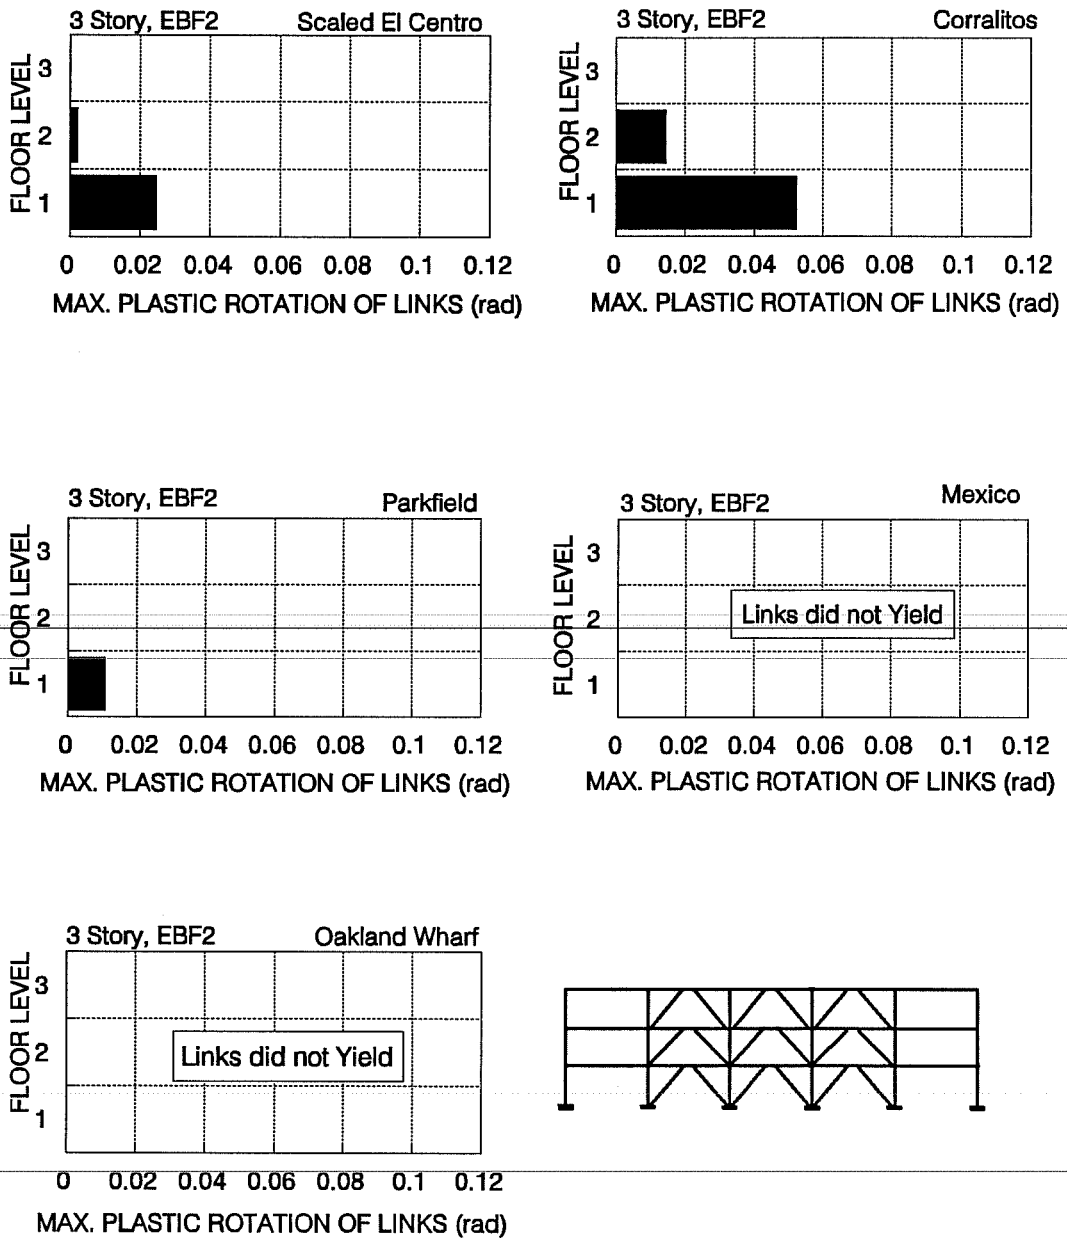 3 Story, EBF2 Scaled El Centro
FLOOR LEVEL
3
2
1
0 0.02 0.04 0.06 0.08 0.1 0.12
MAX. PLASTIC ROTATION OF LINKS (rad)
3 Story, EBF2 Corralitos
FLOOR LEVEL
3
2
1
0 0.02 0.04 0.06 0.08 0.1 0.12
MAX. PLASTIC ROTATION OF LINKS (rad)
3 Story, EBF2 Parkfield
FLOOR LEVEL
3
2
1
0 0.02 0.04 0.06 0.08 0.1 0.12
MAX. PLASTIC ROTATION OF LINKS (rad)
3 Story, EBF2 Mexico
FLOOR LEVEL
3
2
1
Links did not Yield
0 0.02 0.04 0.06 0.08 0.1 0.12
MAX. PLASTIC ROTATION OF LINKS (rad)
3 Story, EBF2 Oakland Wharf
FLOOR LEVEL
3
2
1
Links did not Yield
0 0.02 0.04 0.06 0.08 0.1 0.12
MAX. PLASTIC ROTATION OF LINKS (rad)